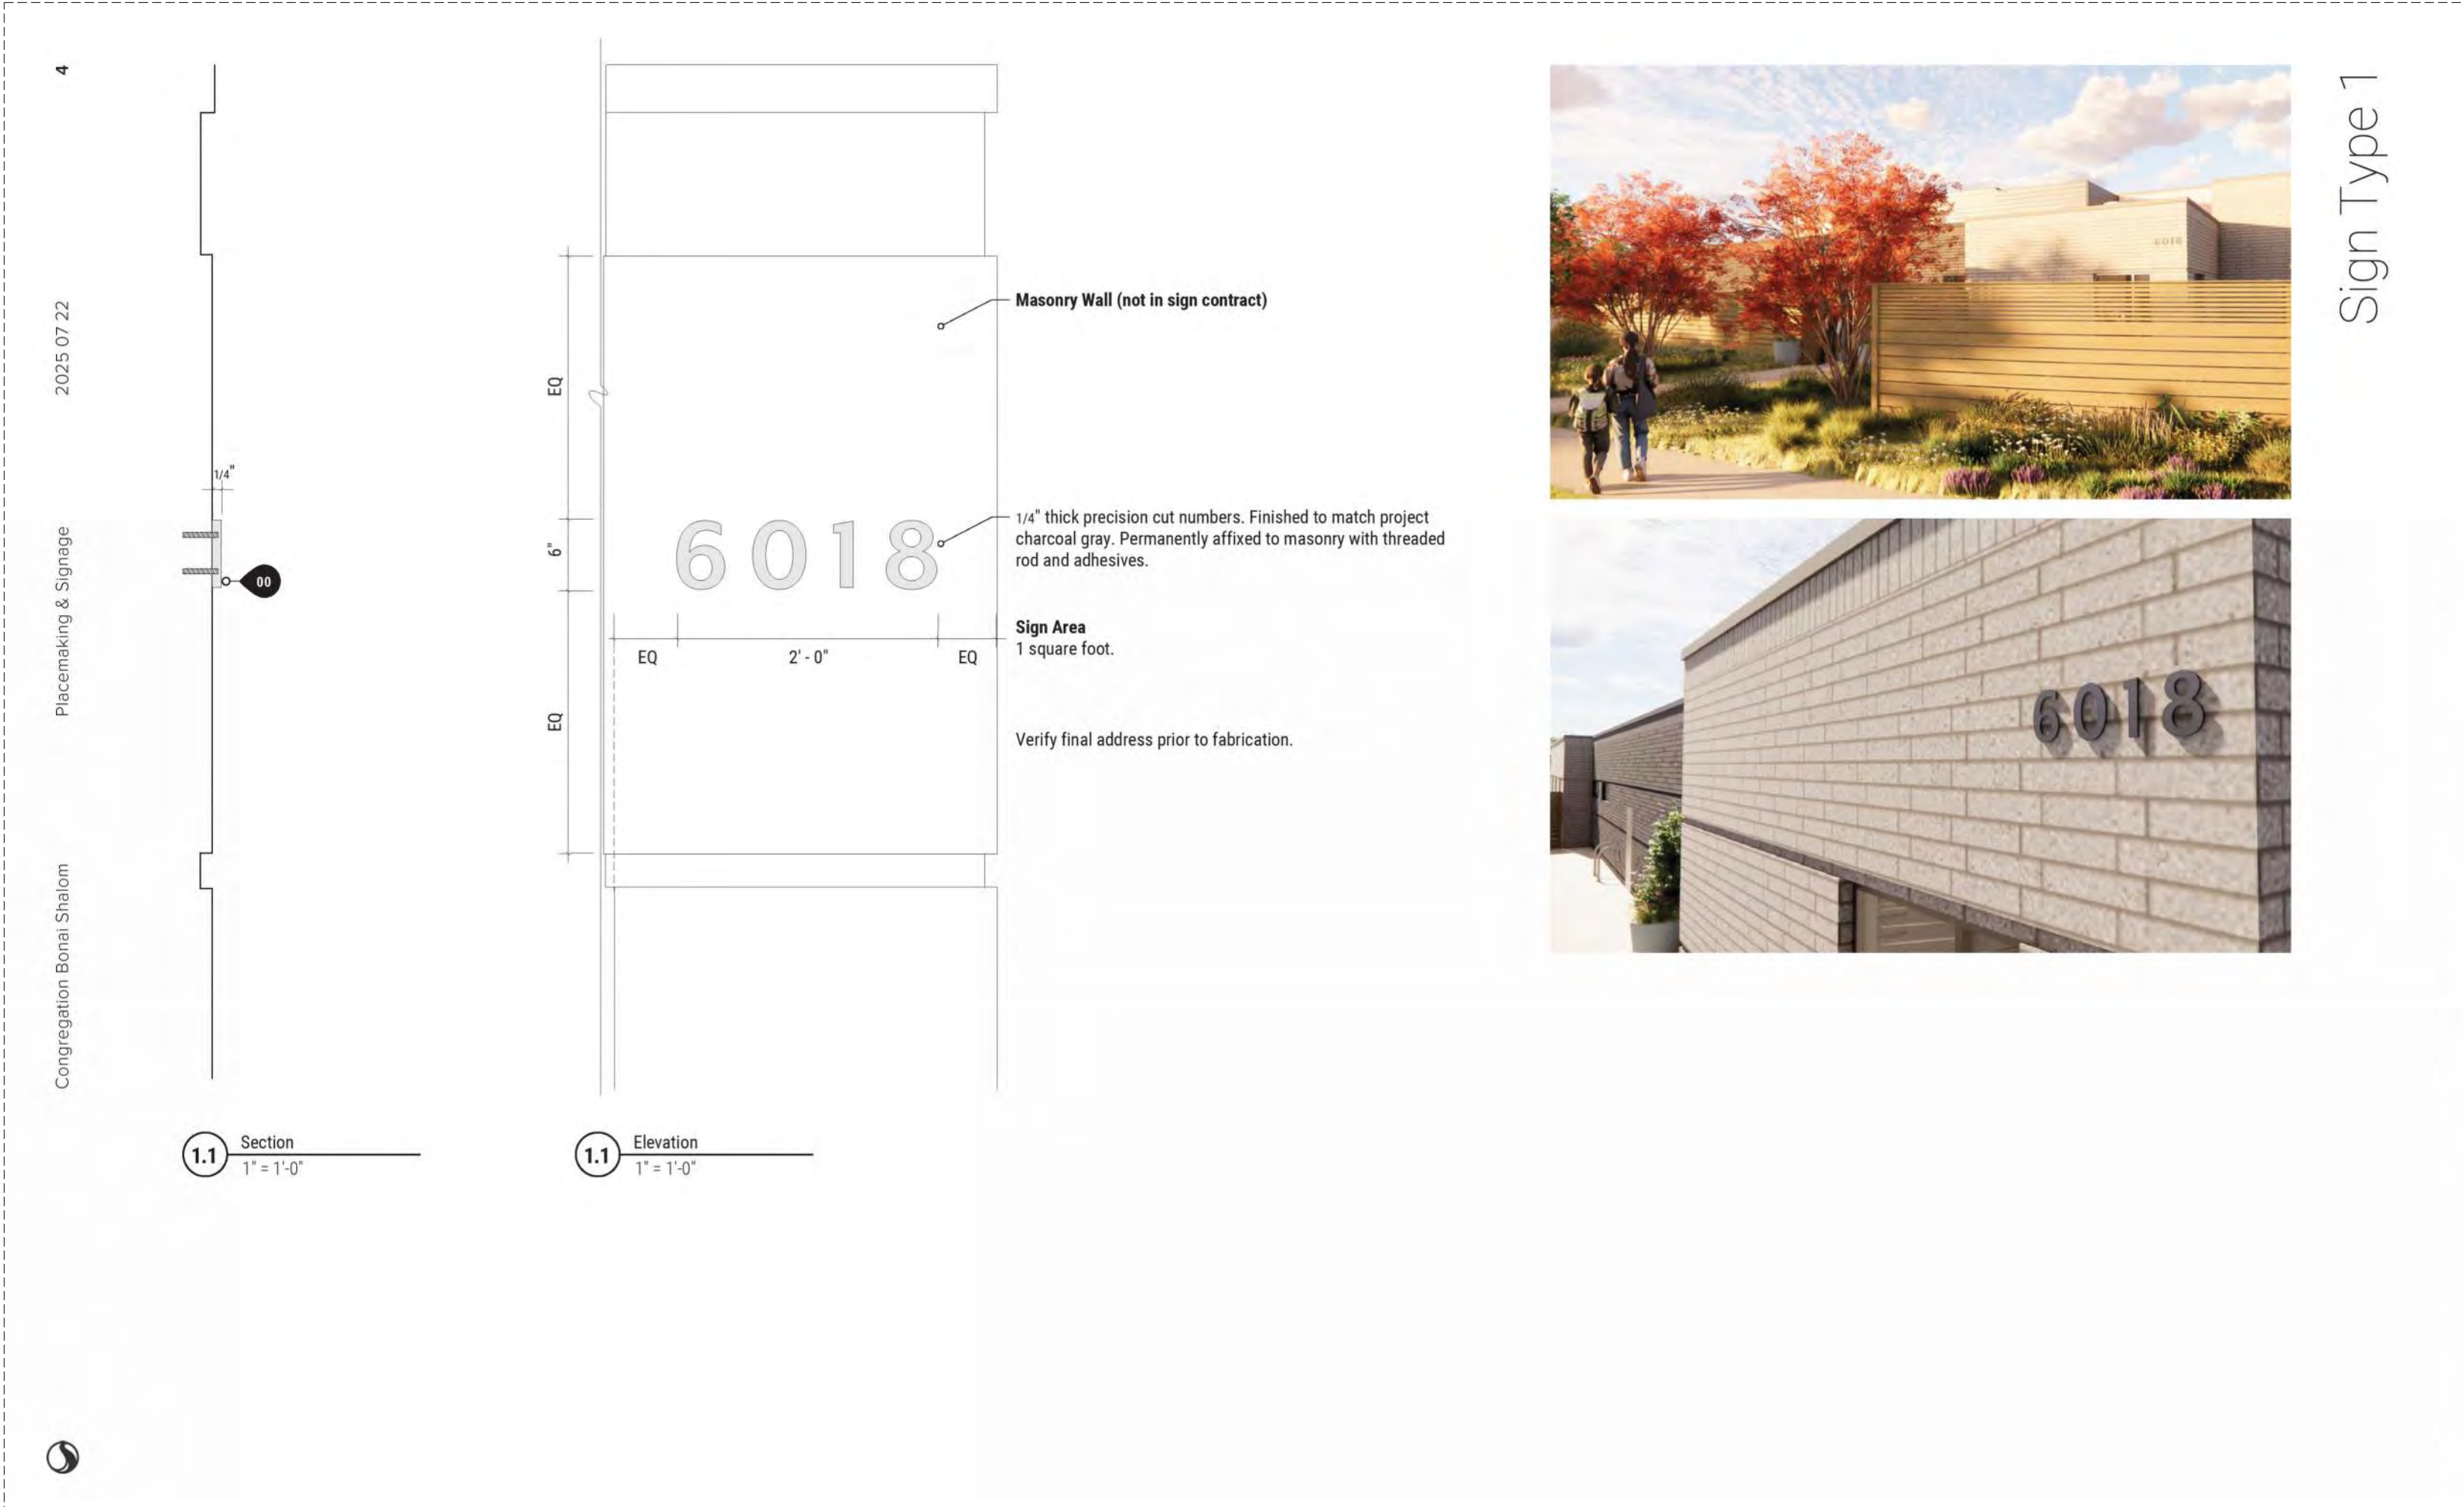 4
2025 07 22
Placemaking & Signage
Congregation Bonai Shalom
Sign Type 1
1/4"
00
EQ
6"
EQ
6018
EQ
2' - 0"
EQ
Masonry Wall (not in sign contract)
1/4" thick precision cut numbers. Finished to match project
charcoal gray. Permanently affixed to masonry with threaded
rod and adhesives.
Sign Area
1 square foot.
Verify final address prior to fabrication.
6018
6018
1.1
Section
1" = 1'-0"
1.1
Elevation
1" = 1'-0"